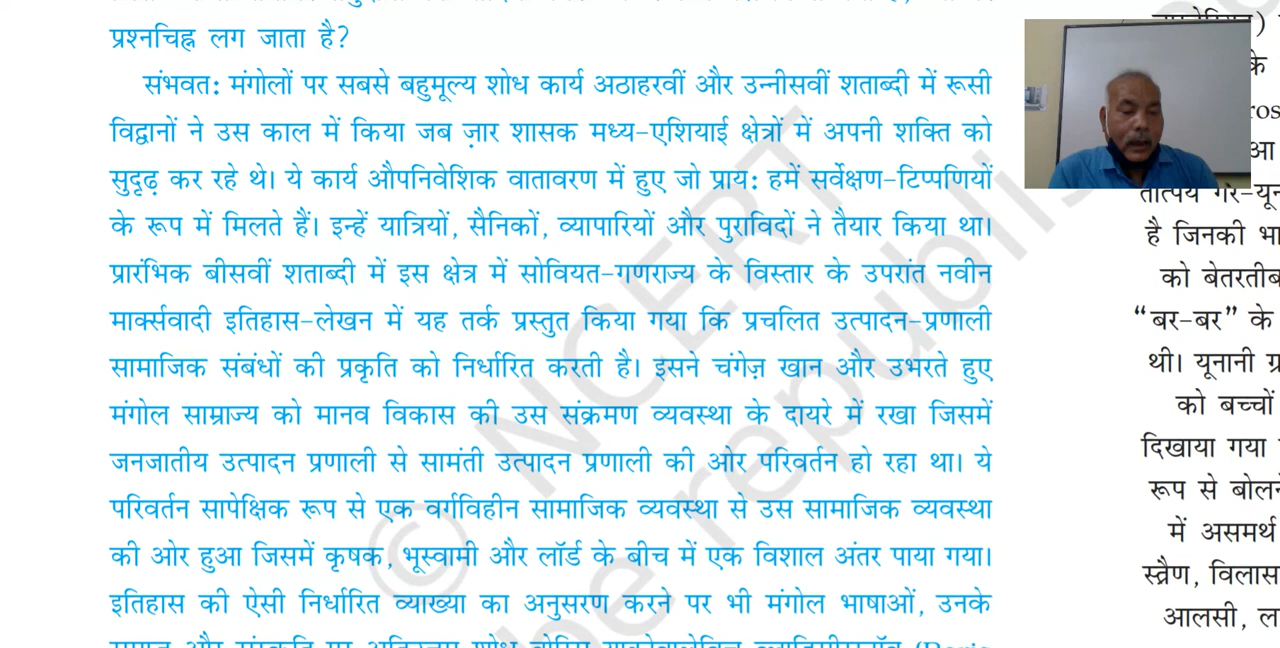 प्रश्नचिह्न लग जाता है?
संभवत: मंगोलों पर सबसे बहुमूल्य शोध कार्य अठाहरवीं और उन्नीसवीं शताब्दी में रूसी
विद्वानों ने उस काल में किया जब ज़ार शासक मध्य-एशियाई क्षेत्रों में अपनी शक्ति को
सुदृढ़ कर रहे थे। ये कार्य औपनिवेशिक वातावरण में हुए जो प्राय: हमें सर्वेक्षण-टिप्पणियों
के रूप में मिलते हैं। इन्हें यात्रियों, सैनिकों, व्यापारियों और पुराविदों ने तैयार किया था।
प्रारंभिक बीसवीं शताब्दी में इस क्षेत्र में सोवियत-गणराज्य के विस्तार के उपरांत नवीन
मार्क्सवादी इतिहास-लेखन में यह तर्क प्रस्तुत किया गया कि प्रचलित उत्पादन-प्रणाली
सामाजिक संबंधों की प्रकृति को निर्धारित करती है। इसने चंगेज़ खान और उभरते हुए
मंगोल साम्राज्य को मानव विकास की उस संक्रमण व्यवस्था के दायरे में रखा जिसमें
जनजातीय उत्पादन प्रणाली से सामंती उत्पादन प्रणाली की ओर परिवर्तन हो रहा था। ये
परिवर्तन सापेक्षिक रूप से एक वर्गविहीन सामाजिक व्यवस्था से उस सामाजिक व्यवस्था
की ओर हुआ जिसमें कृषक, भूस्वामी और लॉर्ड के बीच में एक विशाल अंतर पाया गया।
इतिहास की ऐसी निर्धारित व्याख्या का अनुसरण करने पर भी मंगोल भाषाओं, उनके
के
है जिनकी
को
“बर-बर” के
थी। यूनानी
को बच्चों
दिखाया गया
रूप से
में असमर्थ
स्त्रैण,
आलसी,
© NCERT
be republis